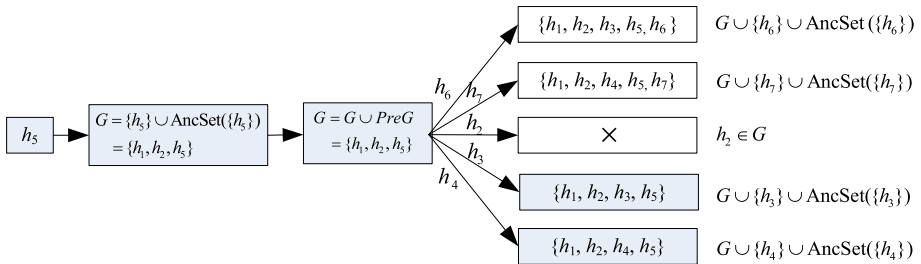 h₅
G = {h₅} ∪ AncSet({h₅})
= {h₁, h₂, h₅}
G = G ∪ PreG
= {h₁, h₂, h₅}
h₆
h₇
h₂
h₃
h₄
{h₁, h₂, h₃, h₅, h₆} G ∪ {h₆} ∪ AncSet ({h₆})
{h₁, h₂, h₄, h₅, h₇} G ∪ {h₇} ∪ AncSet({h₇})
× h₂ ∈ G
{h₁, h₂, h₃, h₅} G ∪ {h₃} ∪ AncSet({h₃})
{h₁, h₂, h₄, h₅} G ∪ {h₄} ∪ AncSet({h₄})